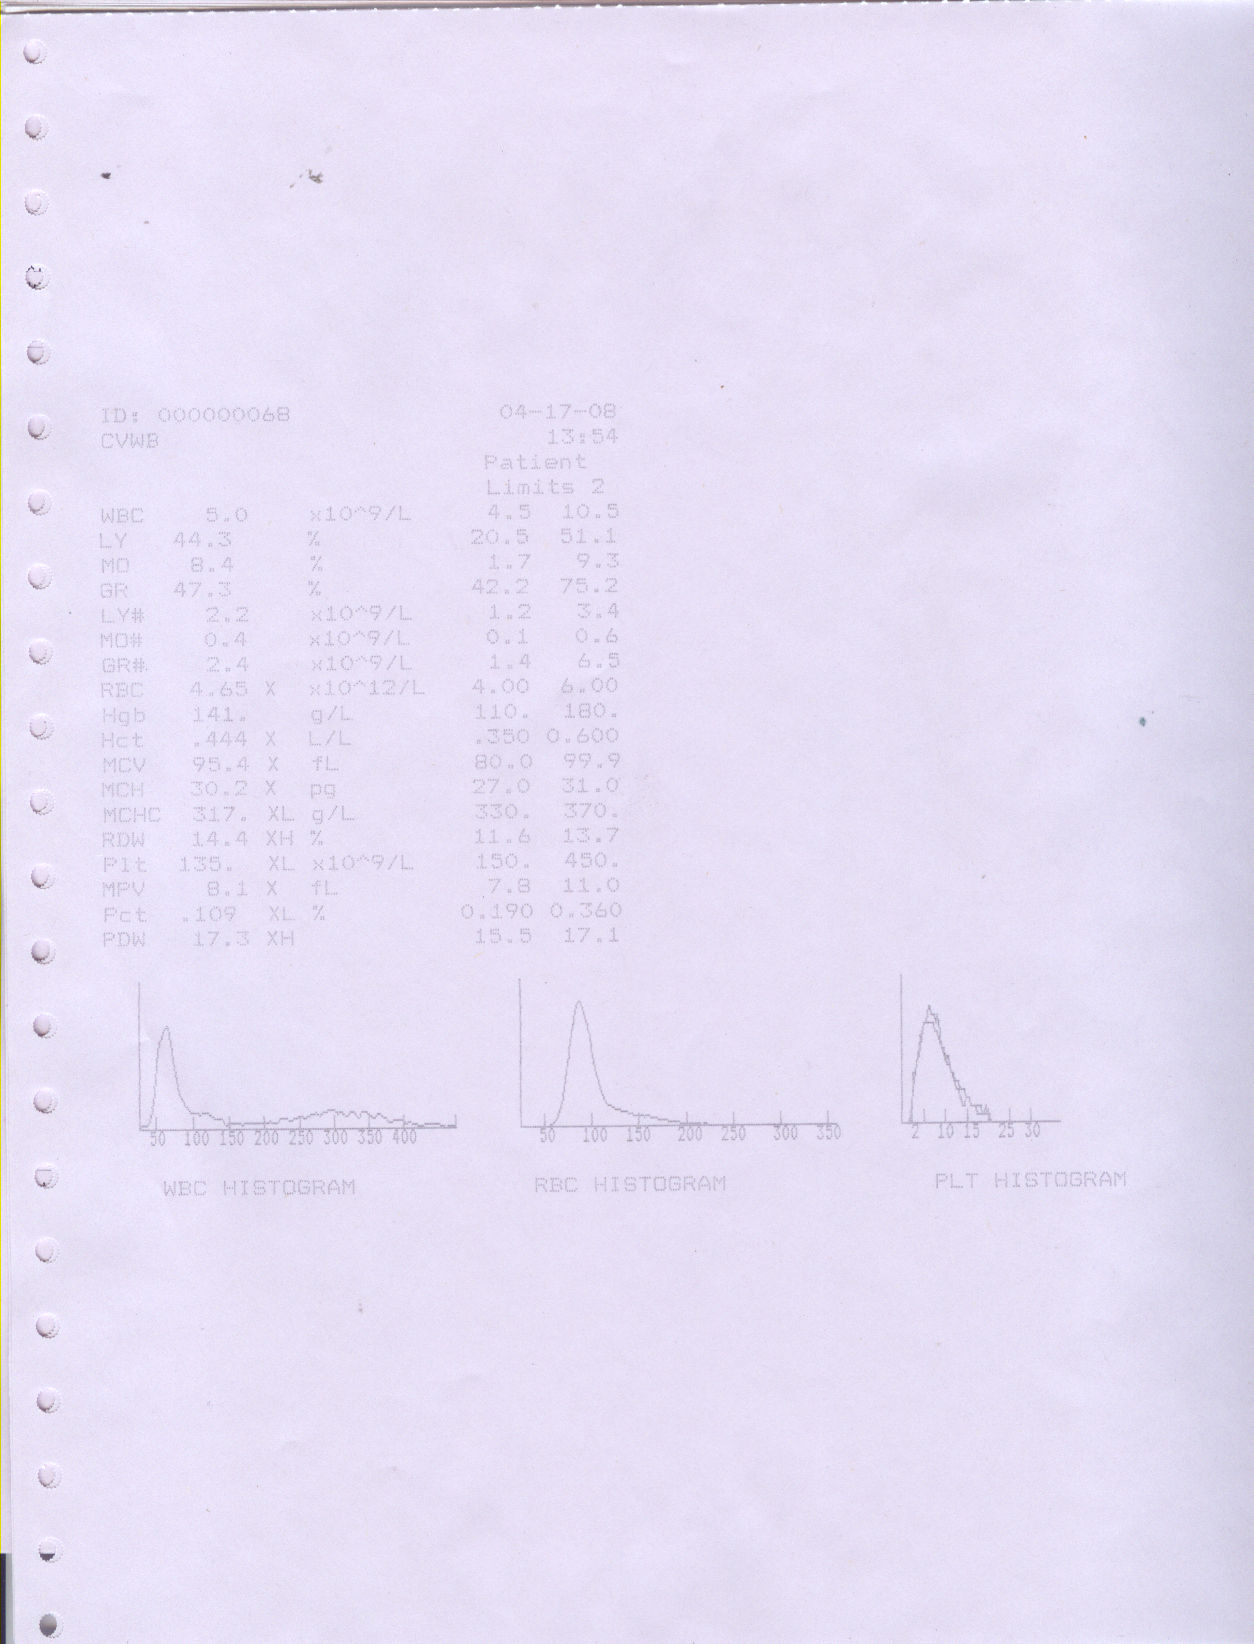 ID: 000000068 04-17-08
CVWB 13:54
Patient
Limits 2
WBC 5.0 x10^9/L 4.5 10.5
LY 44.3 % 20.5 51.1
MO 8.4 % 1.7 9.3
GR 47.3 % 42.2 75.2
LY# 2.2 x10^9/L 1.2 3.4
MO# 0.4 x10^9/L 0.1 0.6
GR# 2.4 x10^9/L 1.4 6.5
RBC 4.65 X x10^12/L 4.00 6.00
Hgb 141. g/L 110. 180.
Hct .444 X L/L .350 0.600
MCV 95.4 X fL 80.0 99.9
MCH 30.2 X pg 27.0 31.0
MCHC 317. XL g/L 330. 370.
RDW 14.4 XH % 11.6 13.7
Plt 135. XL x10^9/L 150. 450.
MPV 8.1 X fL 7.8 11.0
Pct .109 XL % 0.190 0.360
PDW 17.3 XH 15.5 17.1
50 100 150 200 250 300 350 400 50 100 150 200 250 300 350 2 10 15 25 30
WBC HISTOGRAM RBC HISTOGRAM PLT HISTOGRAM